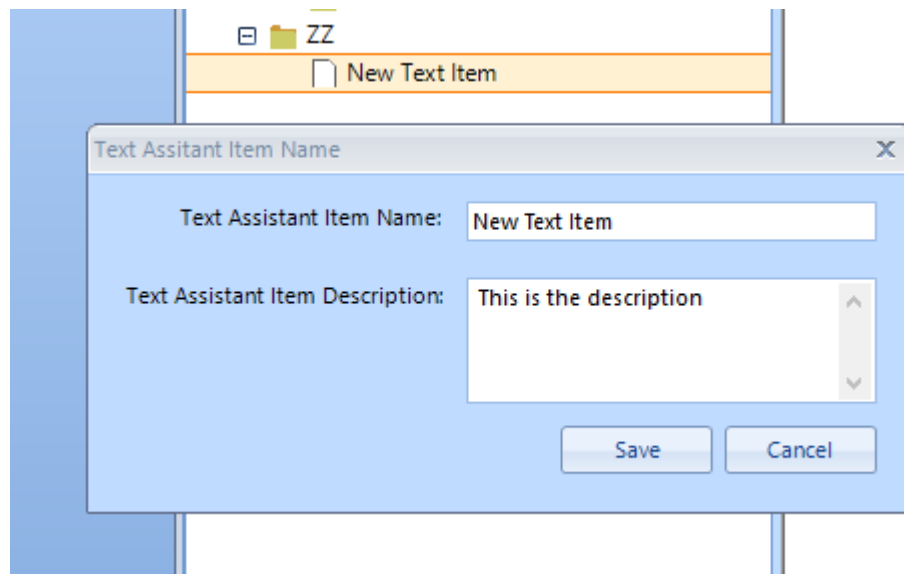 ZZ
New Text Item
Text Assitant Item Name
Text Assistant Item Name:
New Text Item
Text Assistant Item Description:
This is the description
Save
Cancel